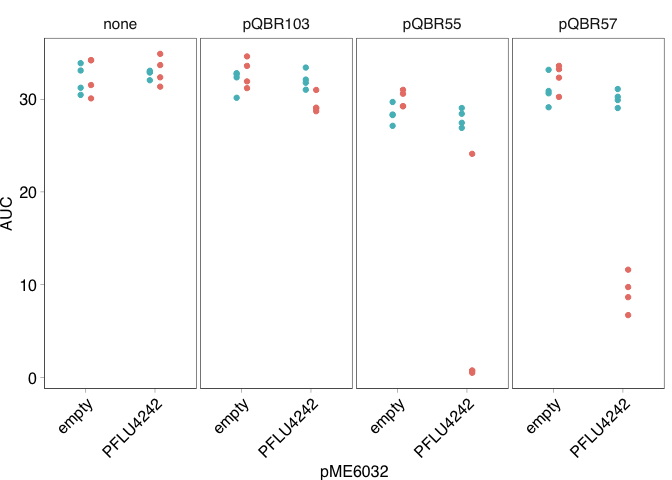 none pQBR103 pQBR55 pQBR57
AUC
30
20
10
0
empty PFLU4242 empty PFLU4242 empty PFLU4242 empty PFLU4242
pME6032